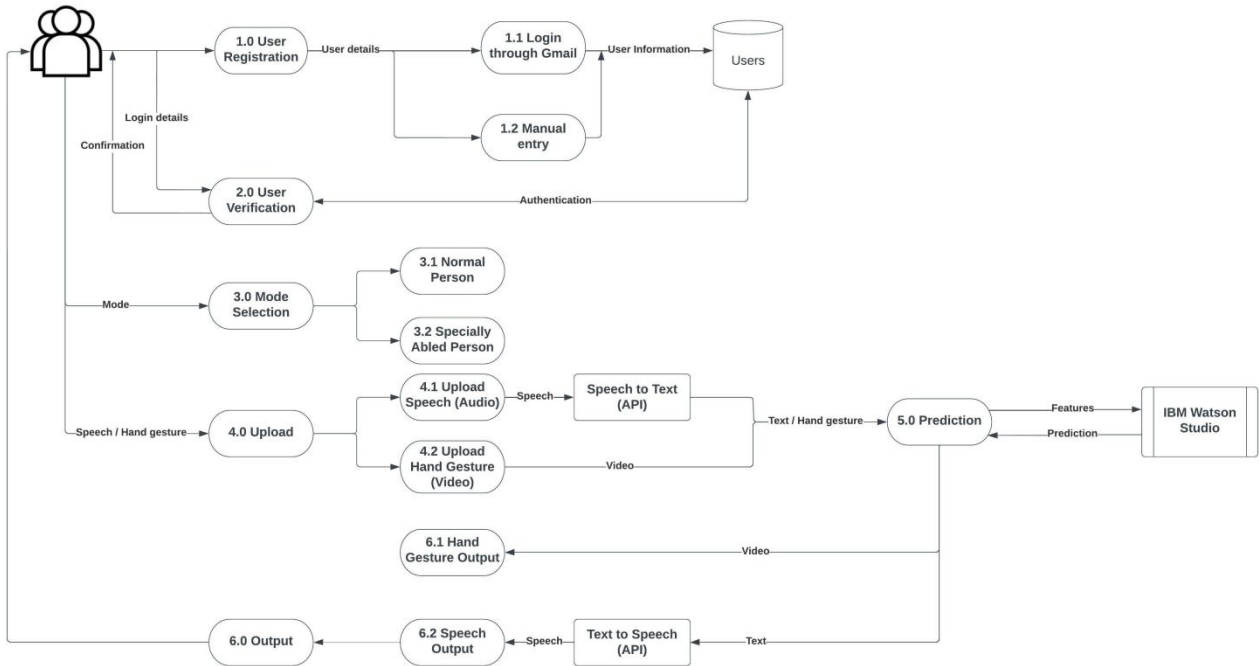 1.0 User
Registration
User details
1.1 Login
through Gmail
User Information
Users
Login details
Confirmation
1.2 Manual
entry
2.0 User
Verification
Authentication
3.1 Normal
Person
Mode
3.0 Mode
Selection
3.2 Specially
Abled Person
4.1 Upload
Speech (Audio)
Speech
Speech to Text
(API)
Speech / Hand gesture
4.0 Upload
Text / Hand gesture
5.0 Prediction
Features
Prediction
IBM Watson
Studio
4.2 Upload
Hand Gesture
(Video)
Video
6.1 Hand
Gesture Output
Video
6.0 Output
6.2 Speech
Output
Speech
Text to Speech
(API)
Text